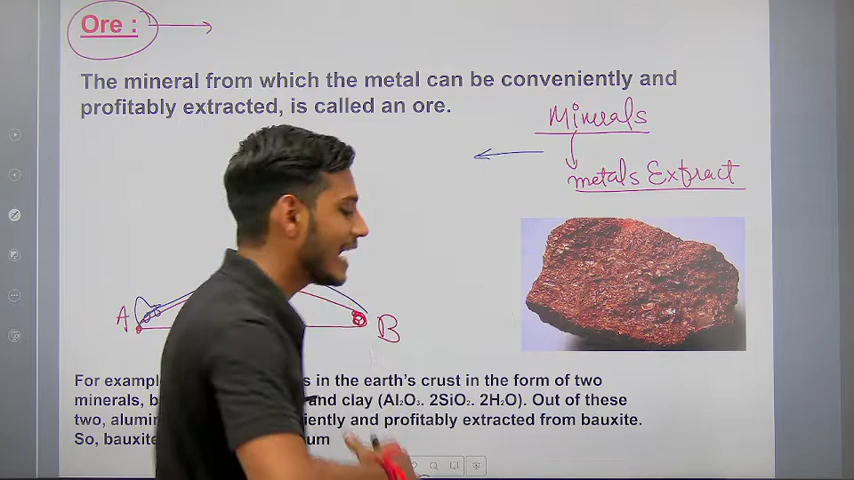 Ore :
The mineral from which the metal can be conveniently and
profitably extracted, is called an ore.
Minerals
metals Extract
A
B
For example
s in the earth's crust in the form of two
minerals, b and clay (Al₂O₃. 2SiO₂. 2H₂O). Out of these
two, alumin iently and profitably extracted from bauxite.
So, bauxite um